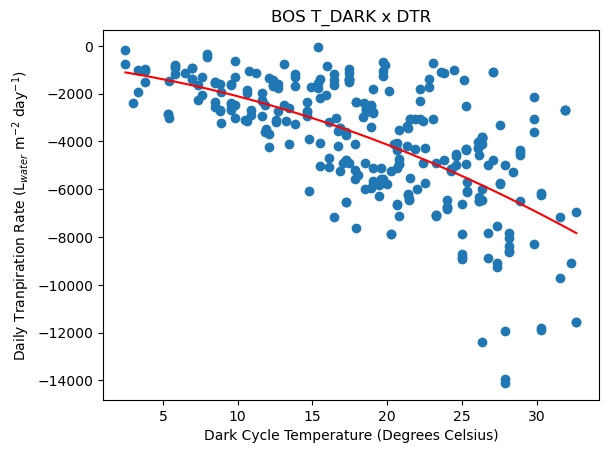 BOS T_DARK x DTR
Daily Tranpiration Rate (L_water m⁻² day⁻¹)
0
−2000
−4000
−6000
−8000
−10000
−12000
−14000
5 10 15 20 25 30
Dark Cycle Temperature (Degrees Celsius)